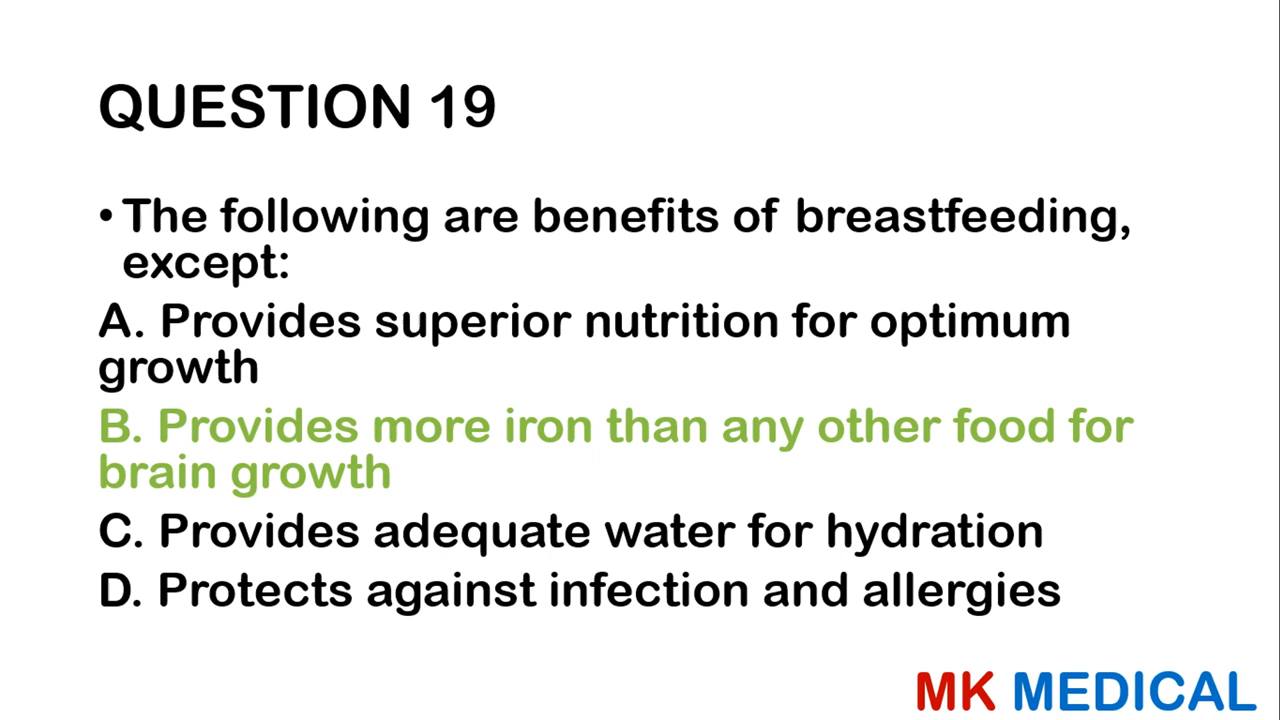 QUESTION 19
• The following are benefits of breastfeeding,
except:
A. Provides superior nutrition for optimum
growth
B. Provides more iron than any other food for
brain growth
C. Provides adequate water for hydration
D. Protects against infection and allergies
MK MEDICAL